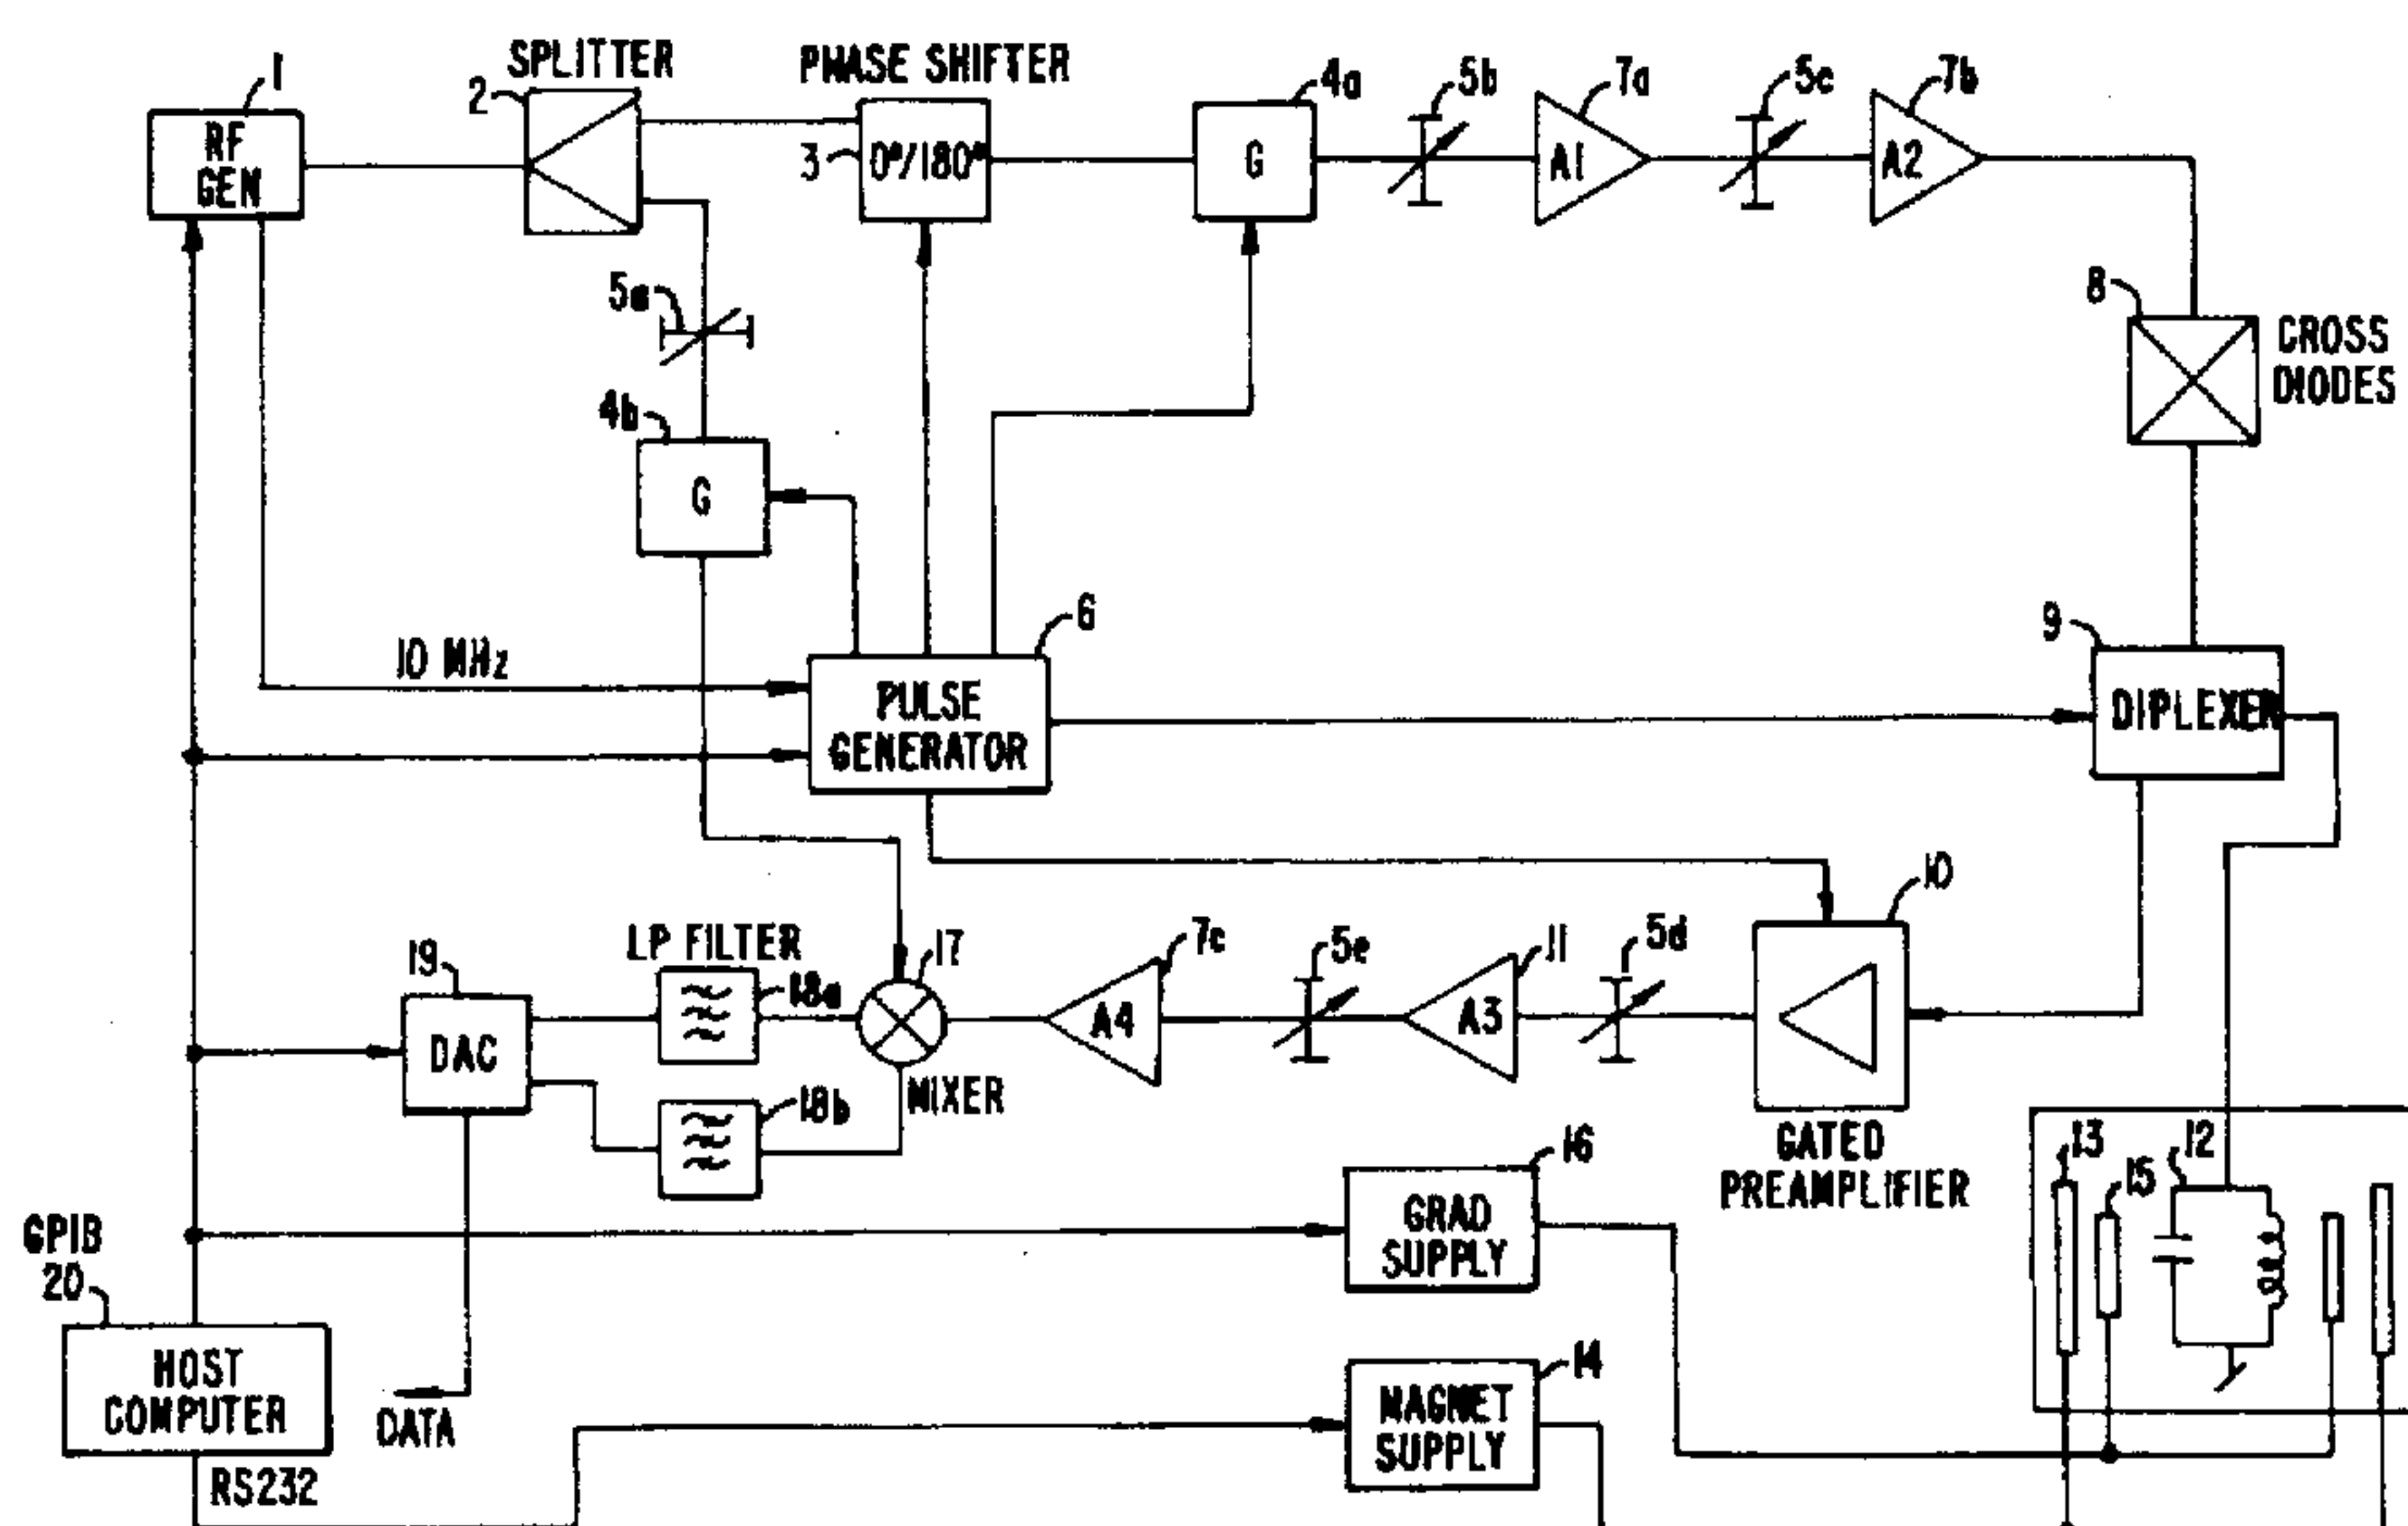 1
SPLITTER
2
PHASE SHIFTER
RF
GEN
3
0°/180°
4a
G
5b
7a
A1
5c
7b
A2
5a
8
CROSS
DIODES
4b
G
10 MHz
6
PULSE
GENERATOR
9
DIPLEXER
10
GATED
PREAMPLIFIER
19
DAC
LP FILTER
18a
17
MIXER
18b
7c
A4
5e
11
A3
5d
16
GRAD
SUPPLY
13
15
12
GPIB
20
HOST
COMPUTER
DATA
RS232
14
MAGNET
SUPPLY